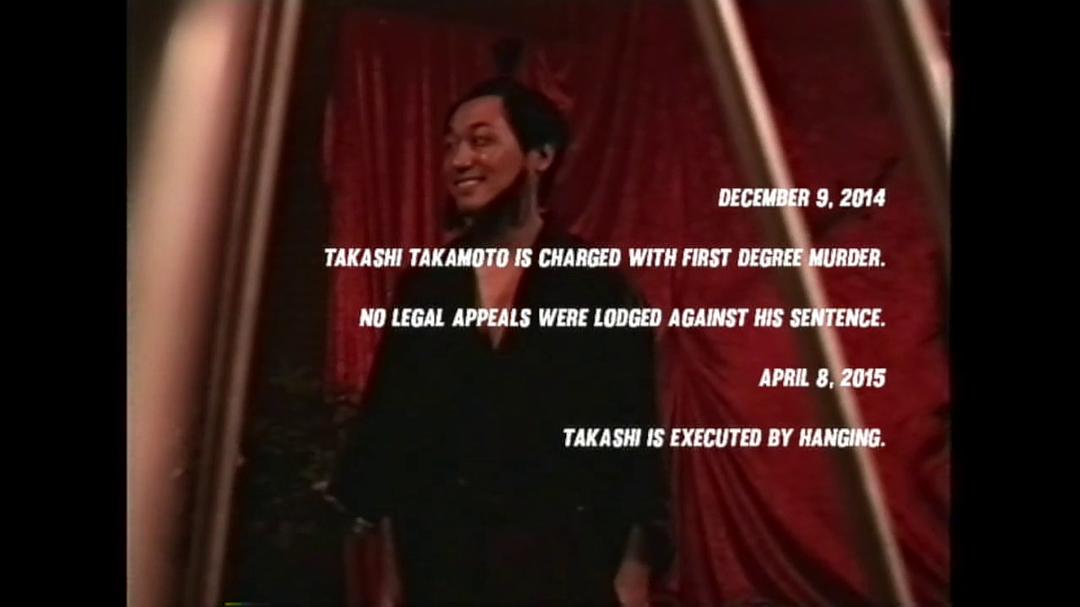 DECEMBER 9, 2014
TAKASHI TAKAMOTO IS CHARGED WITH FIRST DEGREE MURDER.
NO LEGAL APPEALS WERE LODGED AGAINST HIS SENTENCE.
APRIL 8, 2015
TAKASHI IS EXECUTED BY HANGING.